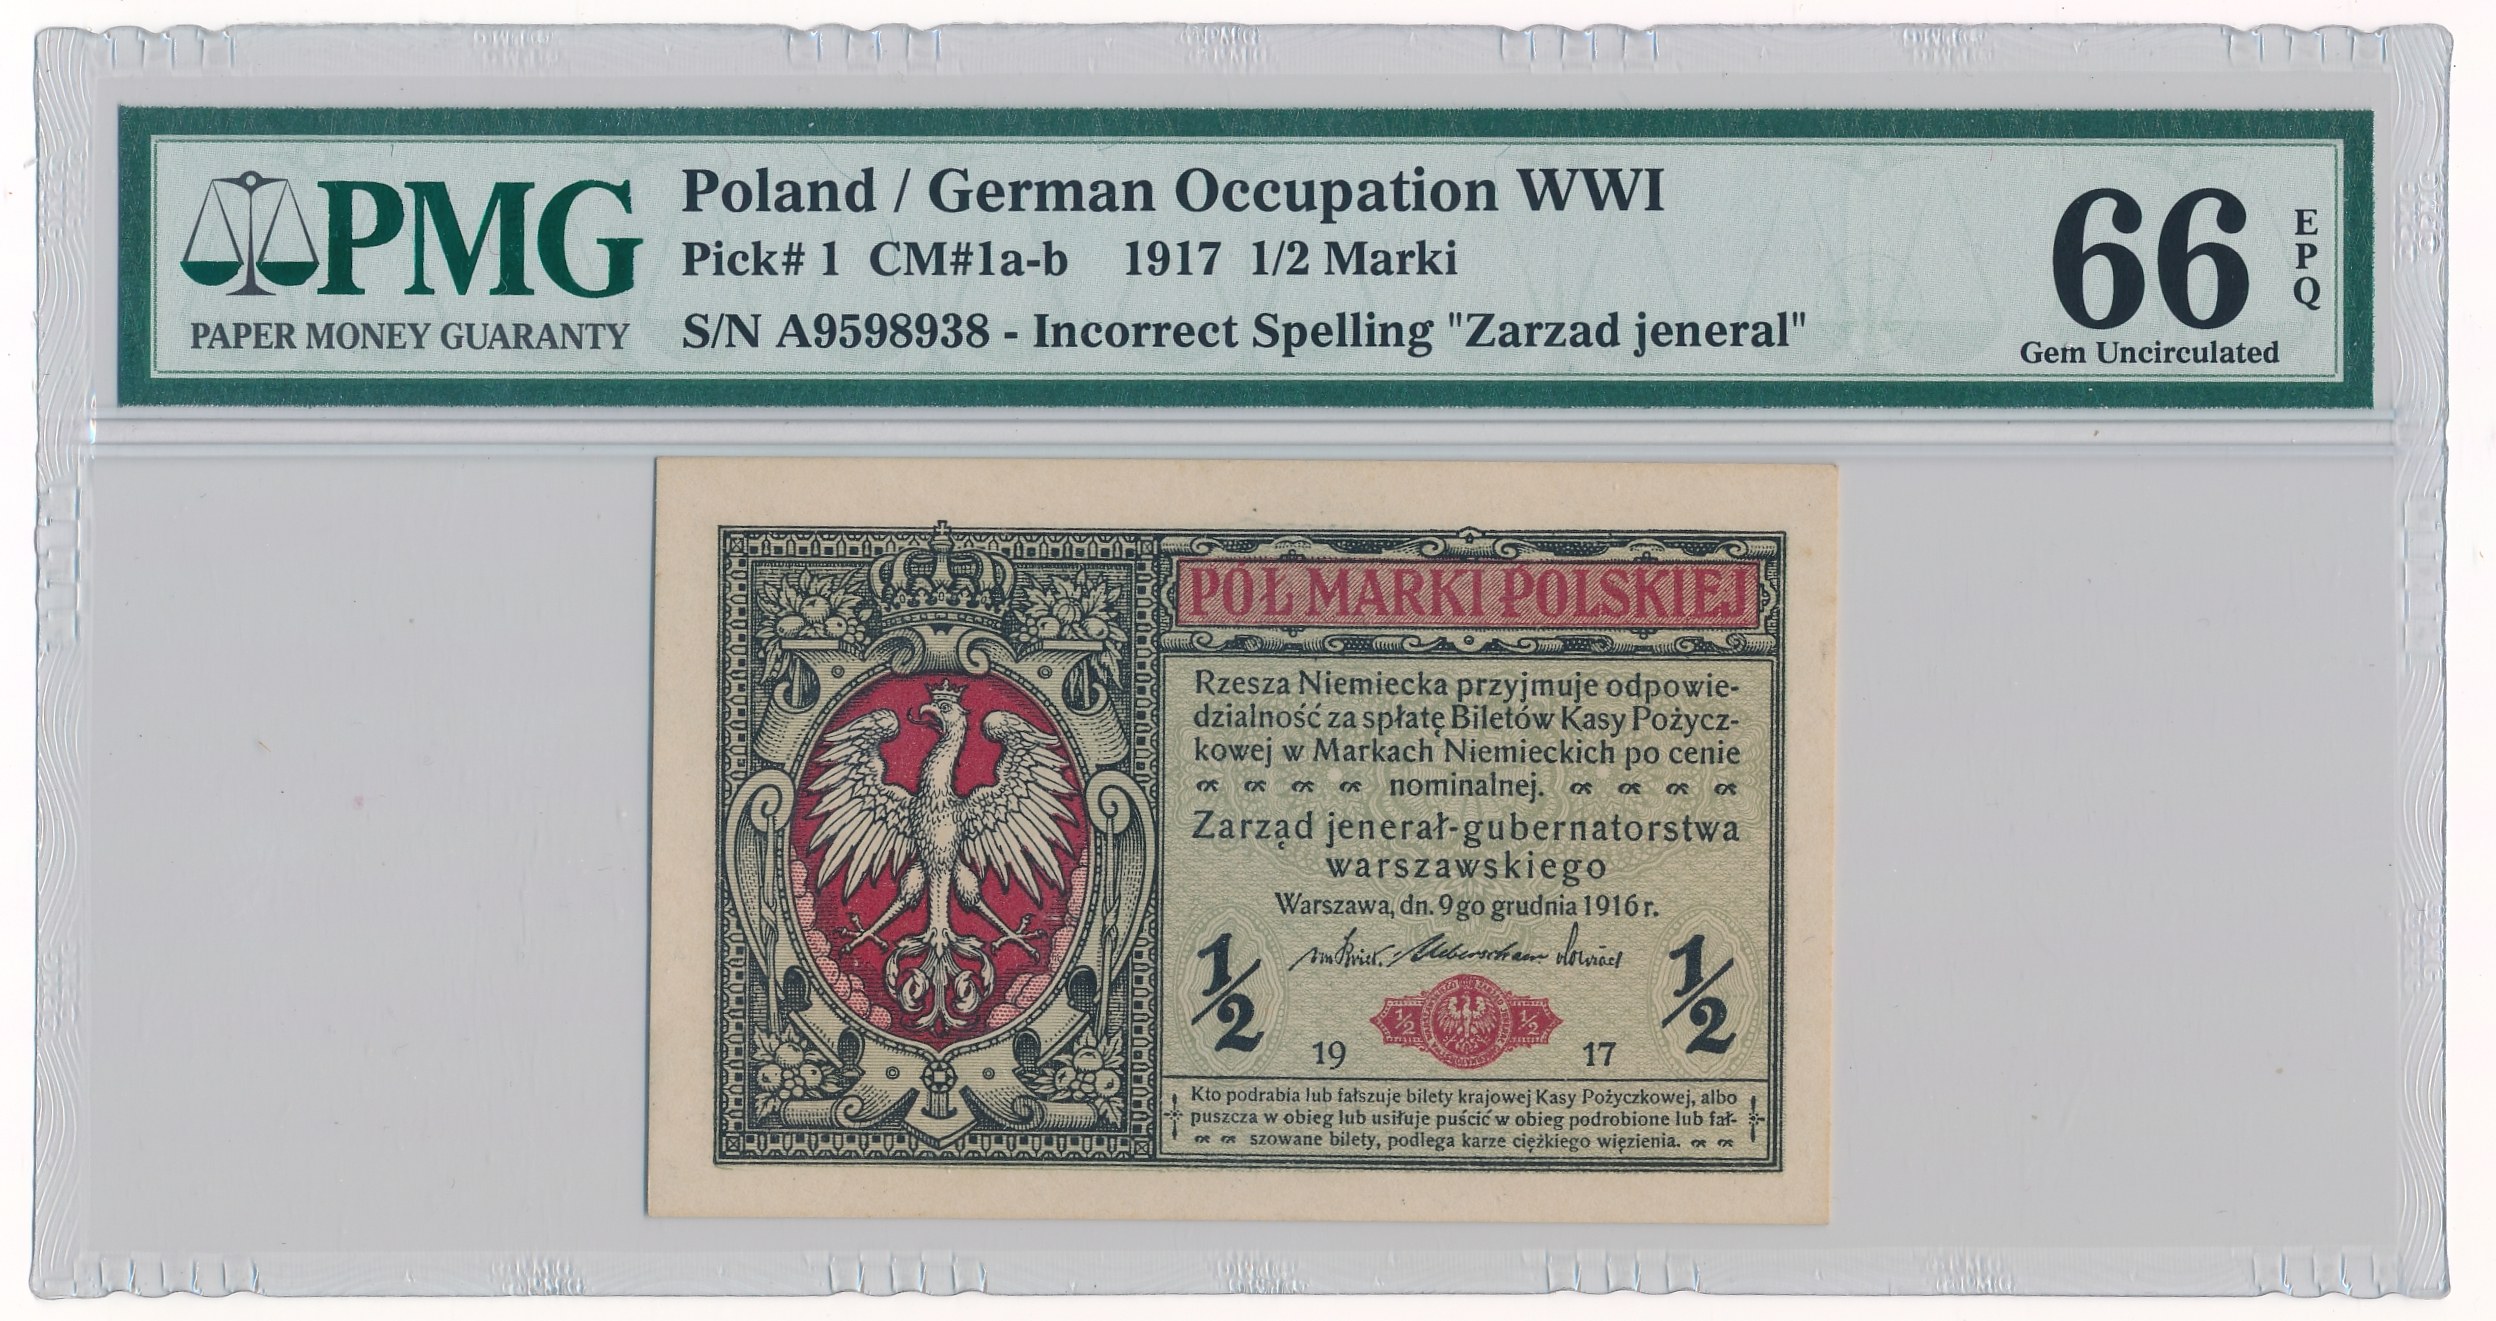 PMG
PAPER MONEY GUARANTY
Poland / German Occupation WWI
Pick# 1 CM#1a-b 1917 1/2 Marki
S/N A9598938 - Incorrect Spelling "Zarzad jeneral"
66
EPQ
Gem Uncirculated
PÓŁ MARKI POLSKIEJ
Rzesza Niemiecka przyjmuje odpowie-
dzialność za spłatę Biletów Kasy Pożycz-
kowej w Markach Niemieckich po cenie
nominalnej.
Zarząd jenerał-gubernatorstwa
warszawskiego
Warszawa, dn. 9go grudnia 1916 r.
1/2
1/2
1/2
1/2
19 17
Kto podrabia lub fałszuje bilety krajowej Kasy Pożyczkowej, albo
puszcza w obieg lub usiłuje puścić w obieg podrobione lub fał-
szowane bilety, podlega karze ciężkiego więzienia.